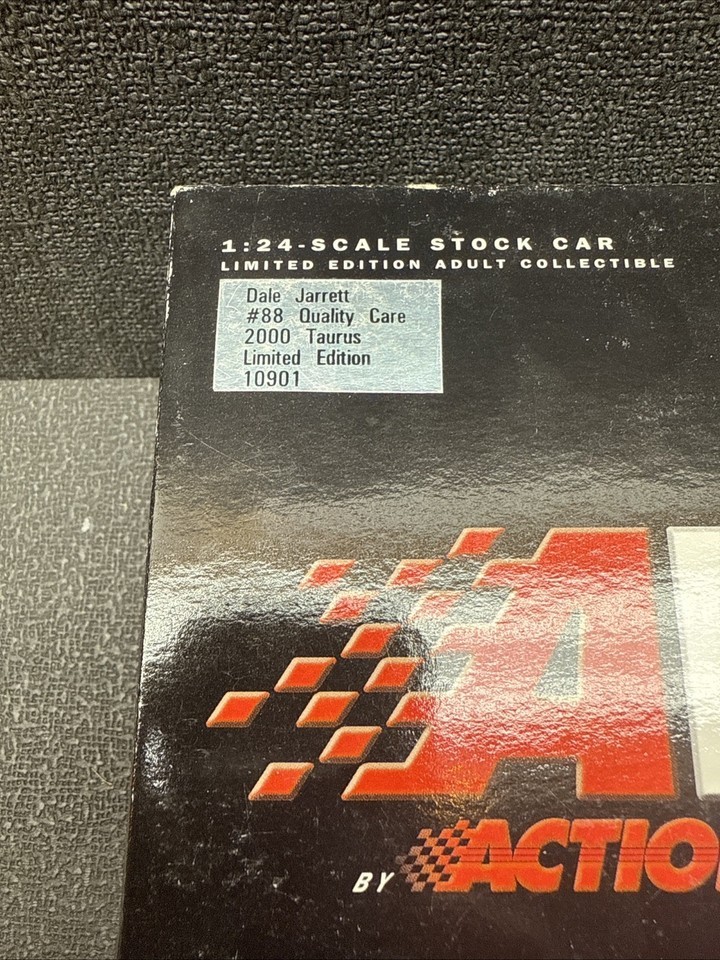 1:24-SCALE STOCK CAR
LIMITED EDITION ADULT COLLECTIBLE
Dale Jarrett
#88 Quality Care
2000 Taurus
Limited Edition
10901
A
BY ACTIO